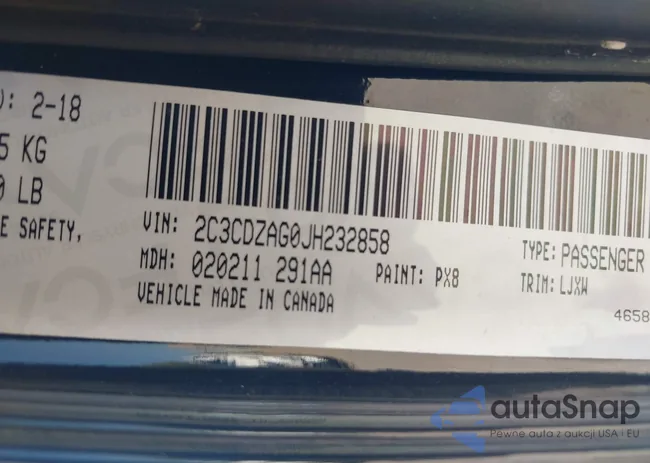 ): 2-18
5 KG
0 LB
E SAFETY,
VIN: 2C3CDZAG0JH232858
TYPE: PASSENGER
MDH: 020211 291AA
PAINT: PX8
TRIM: LJXW
VEHICLE MADE IN CANADA
4658
autaSnap
Pewne auta z aukcji USA i EU